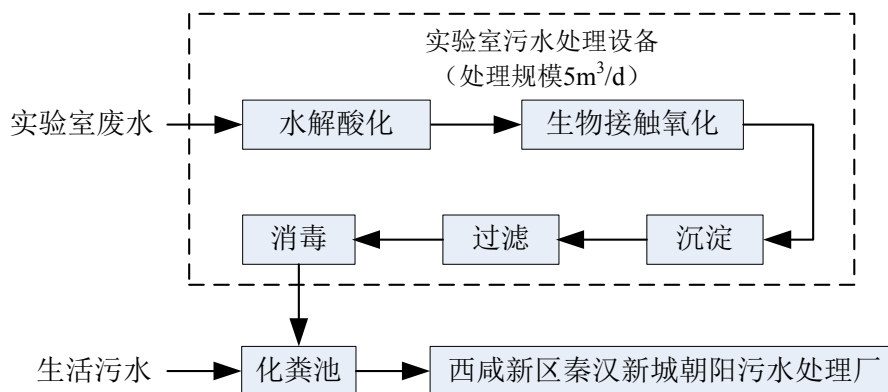 实验室污水处理设备
（处理规模5m³/d）
实验室废水
水解酸化
生物接触氧化
消毒
过滤
沉淀
生活污水
化粪池
西咸新区秦汉新城朝阳污水处理厂